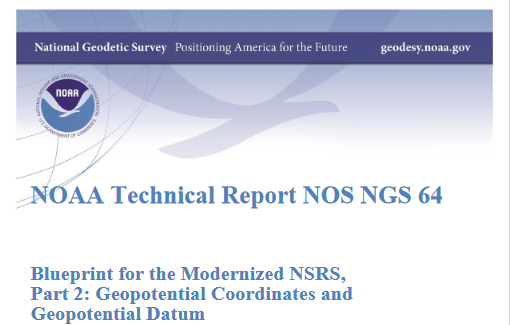 National Geodetic Survey Positioning America for the Future geodesy.noaa.gov
NOAA
NOAA Technical Report NOS NGS 64
Blueprint for the Modernized NSRS,
Part 2: Geopotential Coordinates and
Geopotential Datum